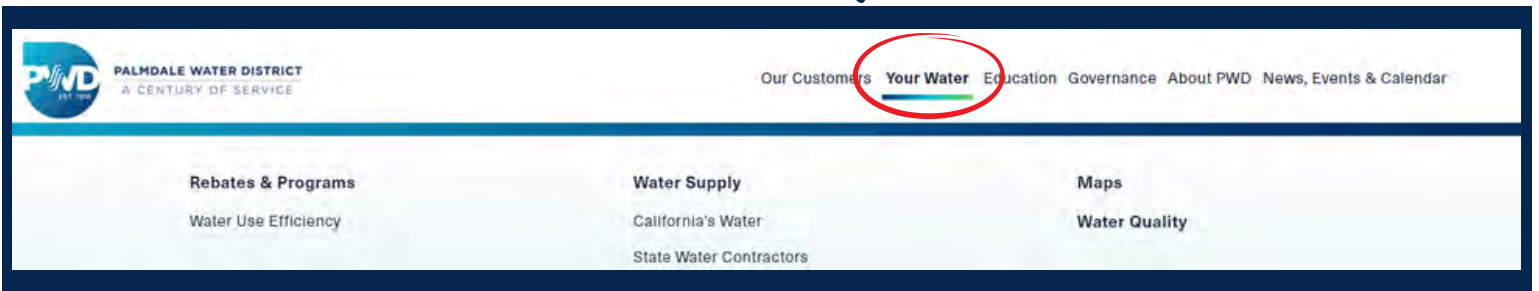 PWD
EST. 1918
PALMDALE WATER DISTRICT
A CENTURY OF SERVICE
Our Customers Your Water Education Governance About PWD News, Events & Calendar
Rebates & Programs Water Supply Maps
Water Use Efficiency California's Water Water Quality
State Water Contractors